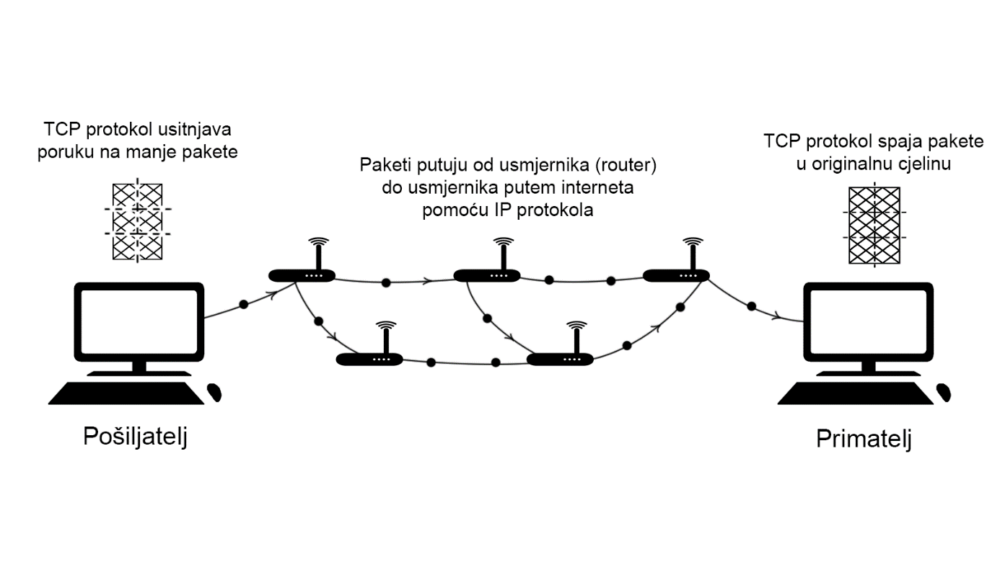 TCP protokol usitnjava
poruku na manje pakete
Paketi putuju od usmjernika (router)
do usmjernika putem interneta
pomoću IP protokola
TCP protokol spaja pakete
u originalnu cjelinu
Pošiljatelj
Primatelj